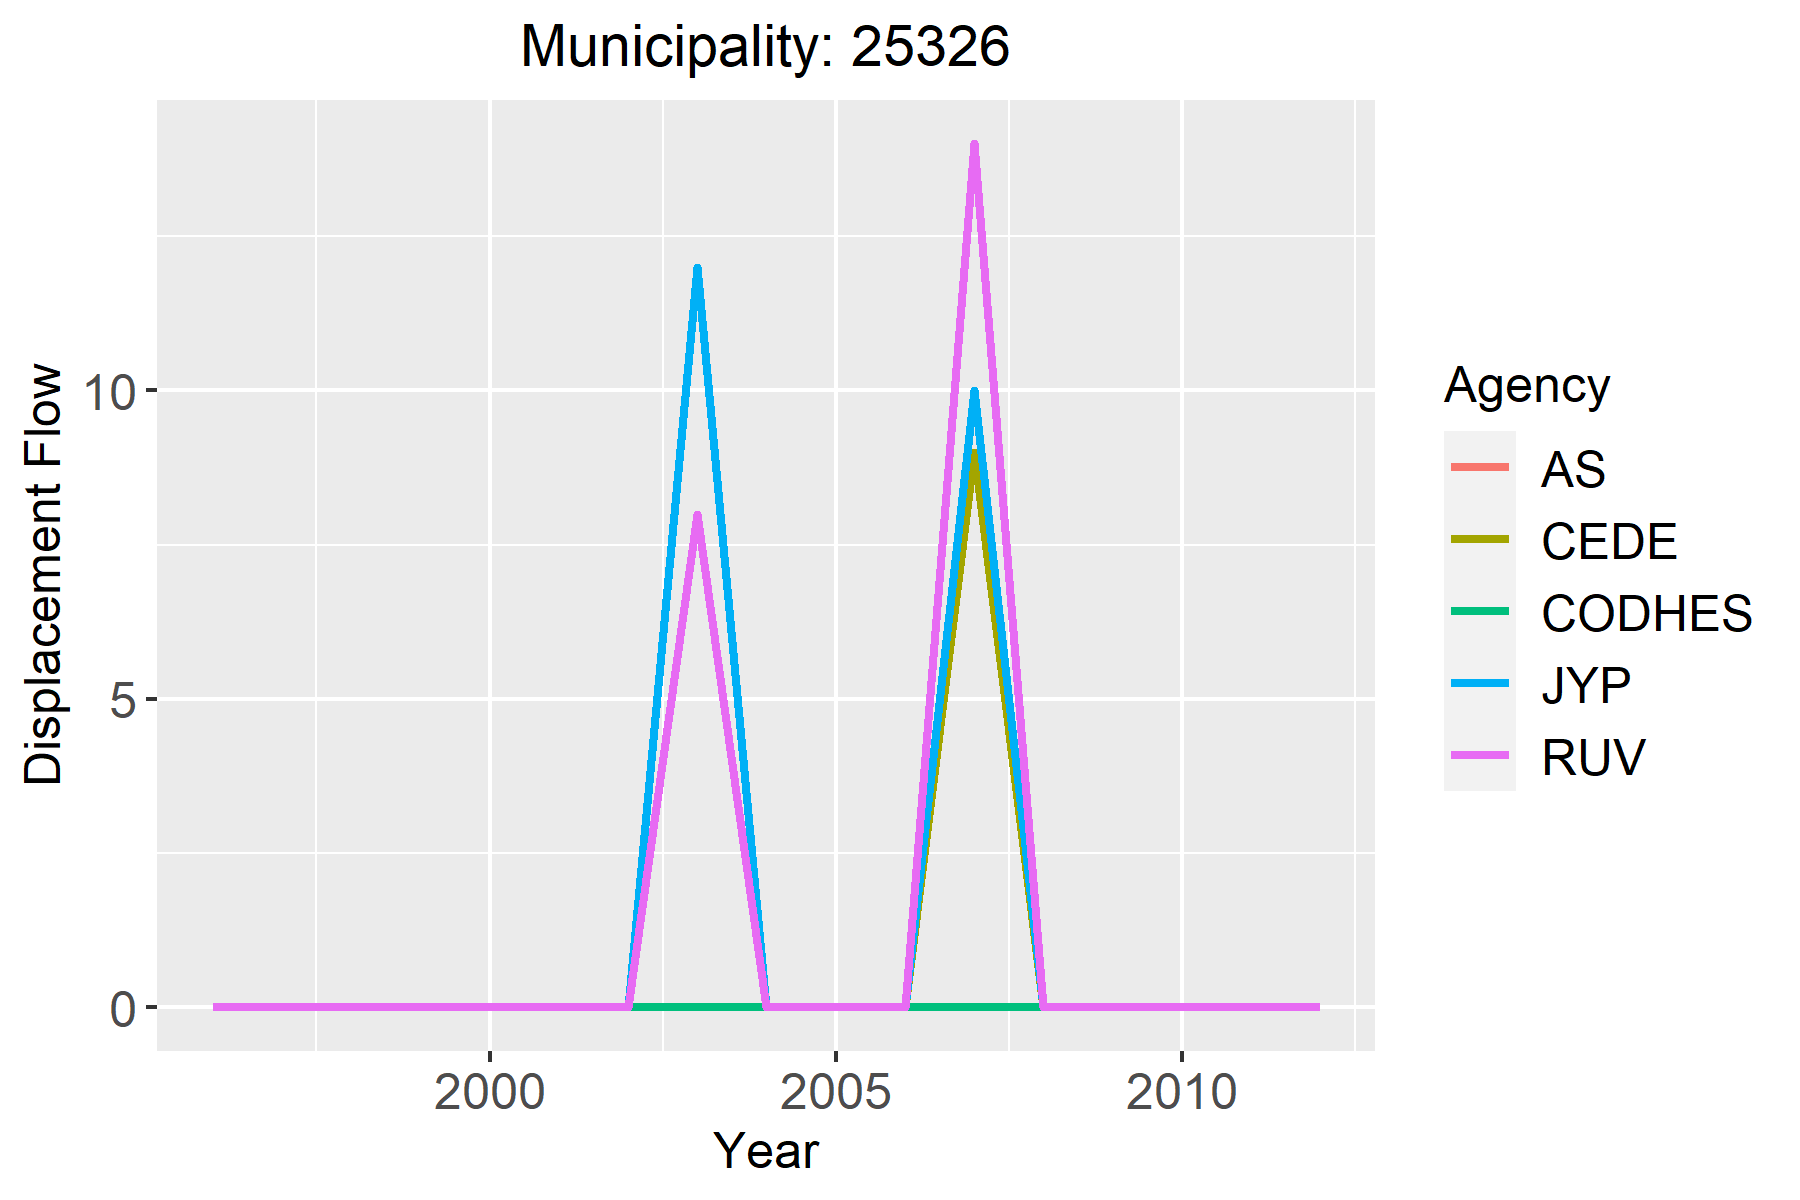 Municipality: 25326
Displacement Flow
10
5
0
2000 2005 2010
Year
Agency
AS
CEDE
CODHES
JYP
RUV